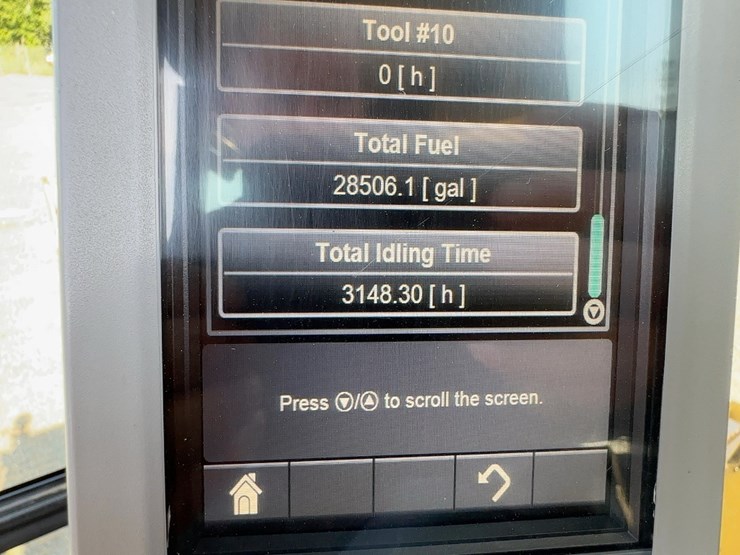 Tool #10
0 [ h ]
Total Fuel
28506.1 [ gal ]
Total Idling Time
3148.30 [ h ]
Press ▽/△ to scroll the screen.